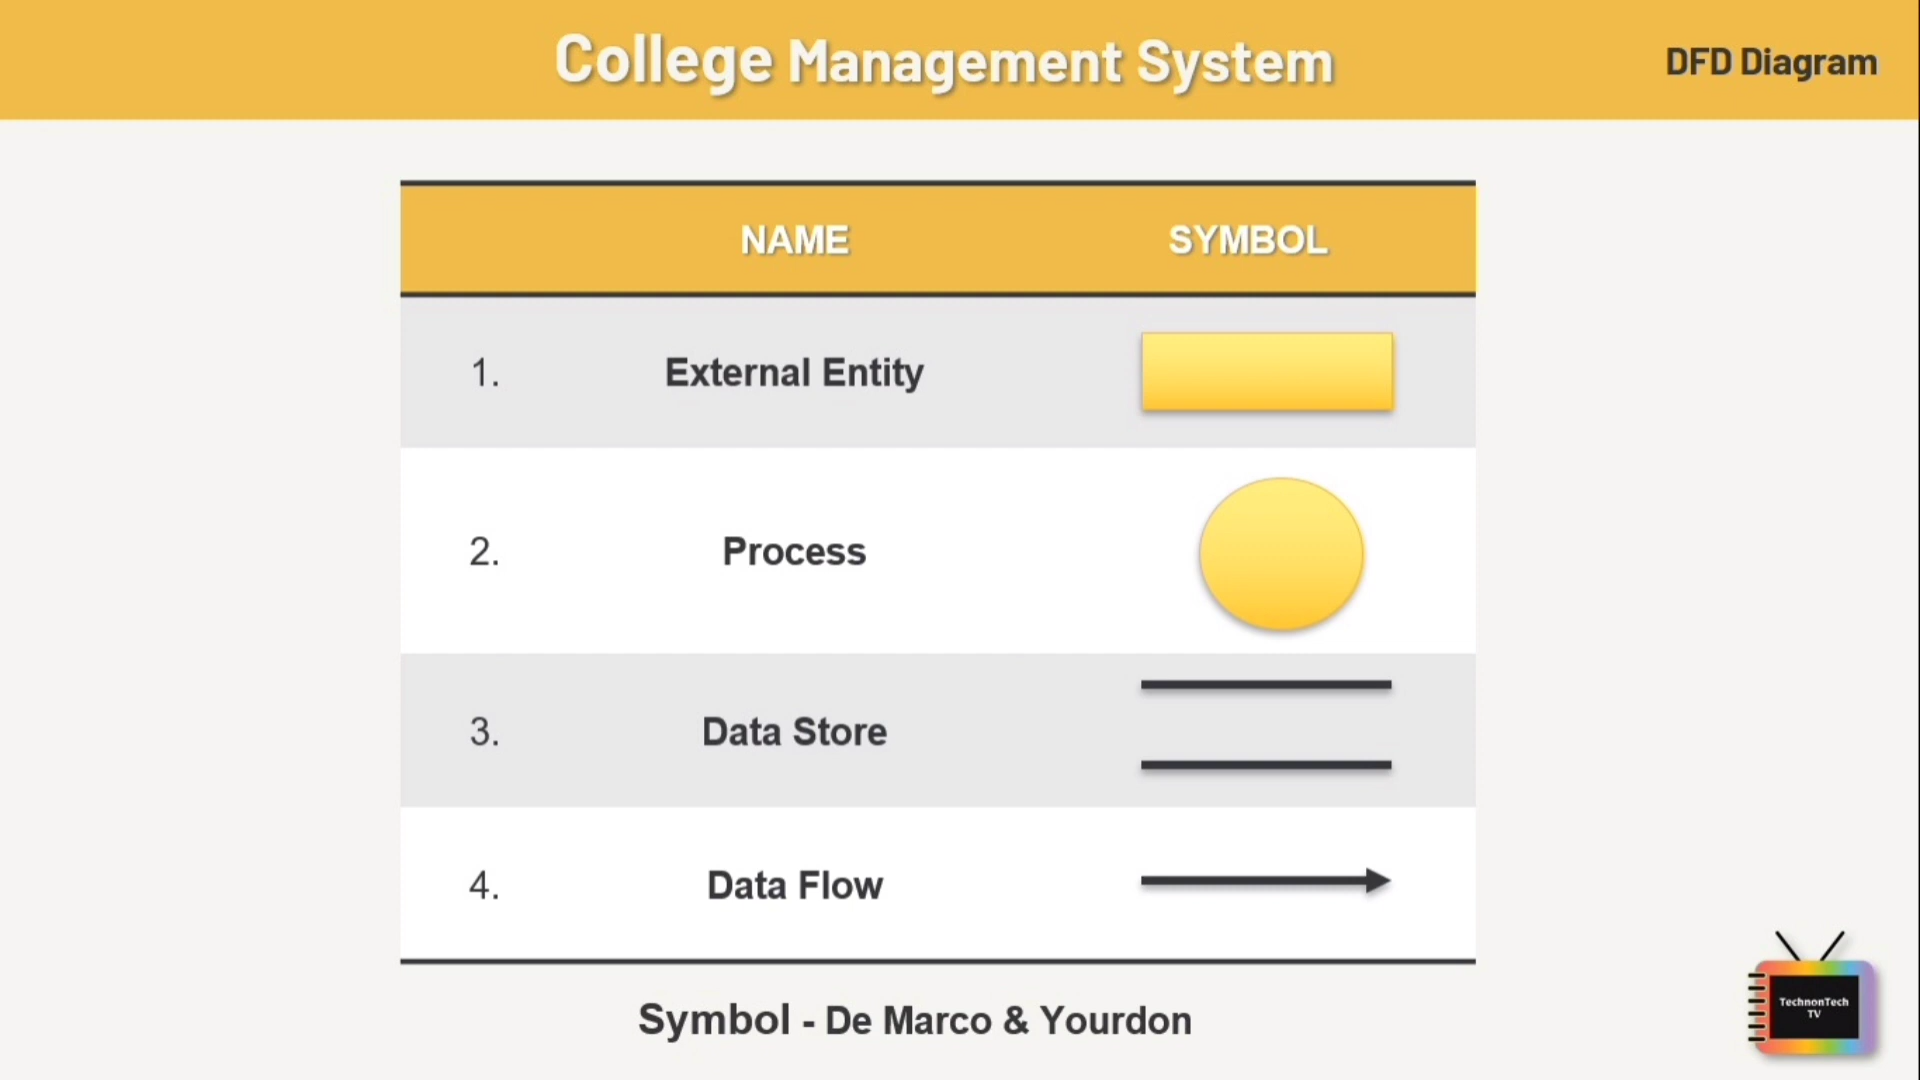 College Management System
DFD Diagram
NAME SYMBOL
1. External Entity
2. Process
3. Data Store
4. Data Flow
Symbol - De Marco & Yourdon
TechnonTech
TV